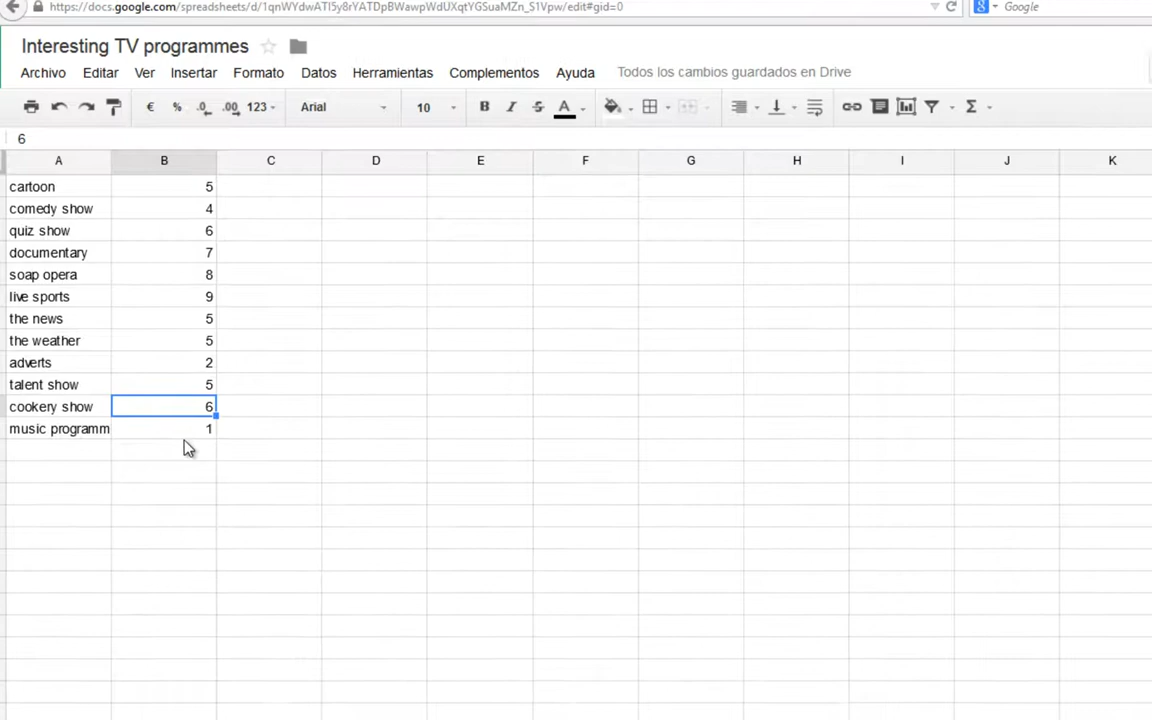 https://docs.google.com/spreadsheets/d/1qnWYdwATI5y8rYATDpBWawpWdUXqtYGSuaMZn_S1Vpw/edit#gid=0 Google
Interesting TV programmes
Archivo Editar Ver Insertar Formato Datos Herramientas Complementos Ayuda Todos los cambios guardados en Drive
€ % .0 .00 123 Arial 10 B I S A Σ
6
A B C D E F G H I J K
cartoon 5
comedy show 4
quiz show 6
documentary 7
soap opera 8
live sports 9
the news 5
the weather 5
adverts 2
talent show 5
cookery show 6
music programm 1